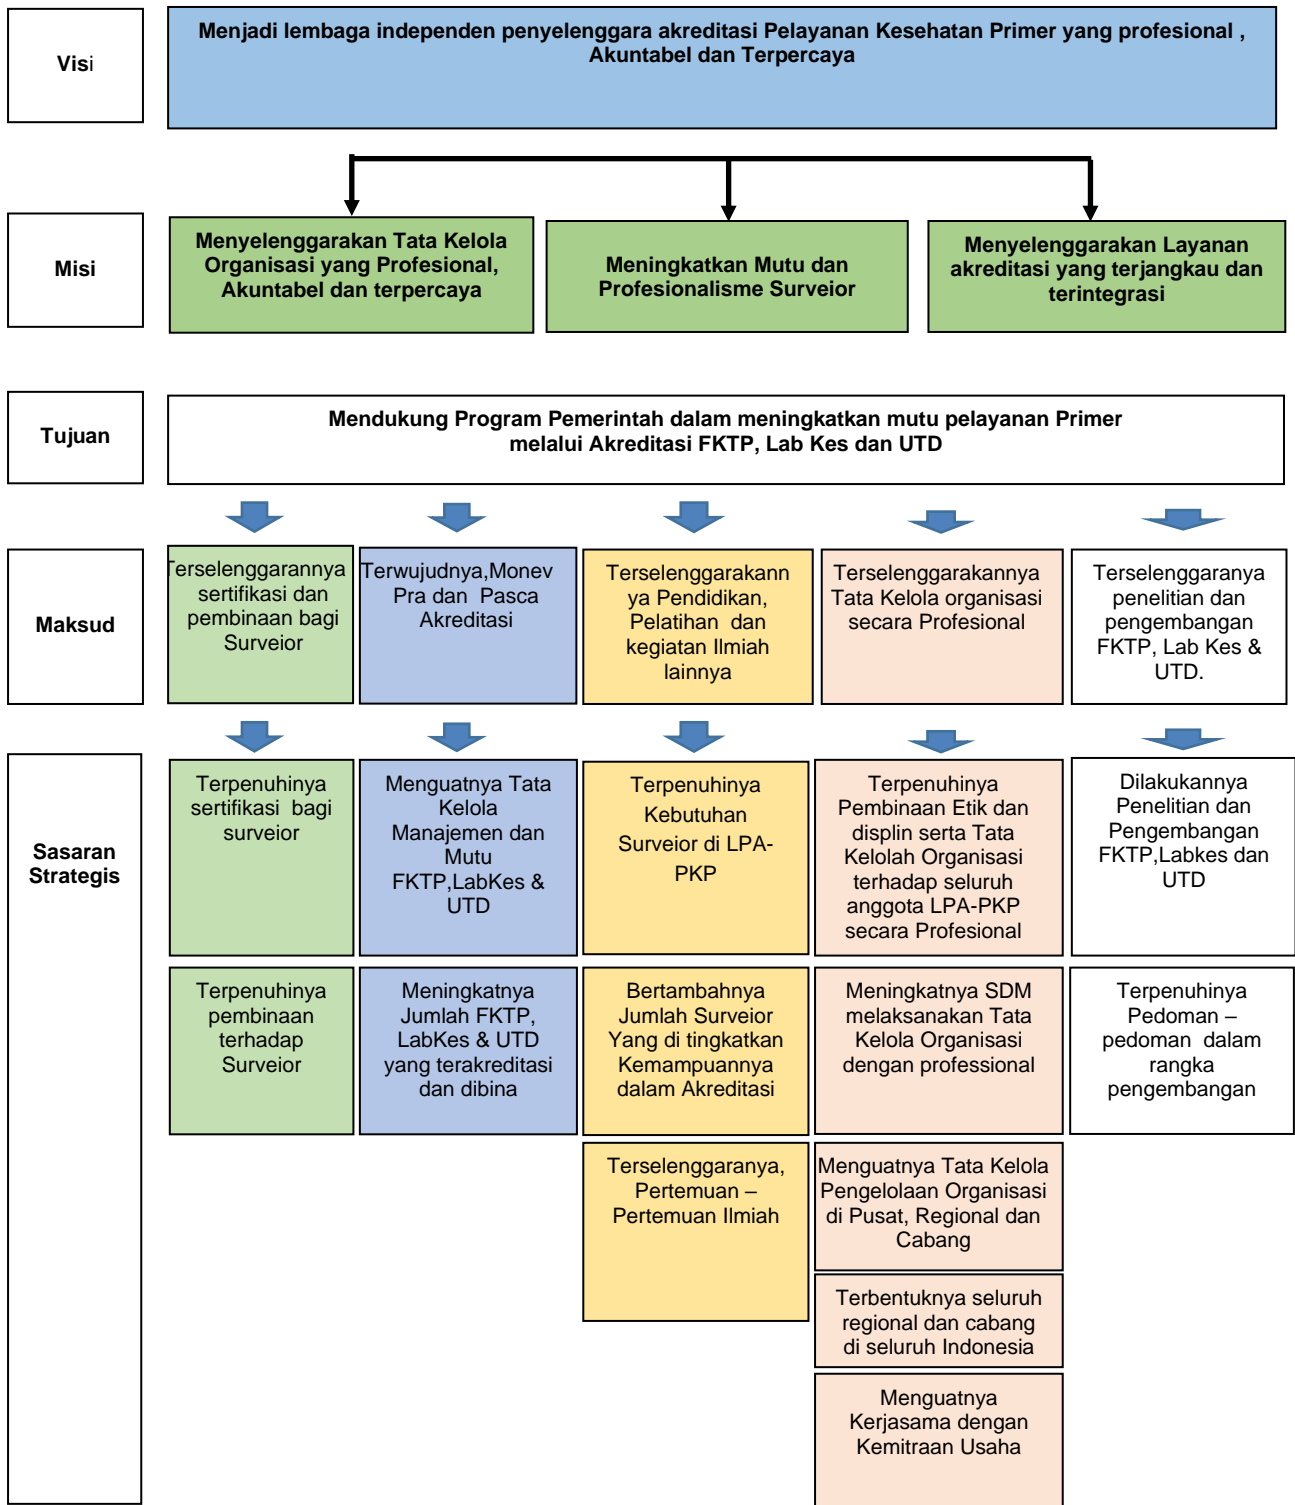 Visi
Menjadi lembaga independen penyelenggara akreditasi Pelayanan Kesehatan Primer yang profesional ,
Akuntabel dan Terpercaya
Misi
Menyelenggarakan Tata Kelola
Organisasi yang Profesional,
Akuntabel dan terpercaya
Meningkatkan Mutu dan
Profesionalisme Surveior
Menyelenggarakan Layanan
akreditasi yang terjangkau dan
terintegrasi
Tujuan
Mendukung Program Pemerintah dalam meningkatkan mutu pelayanan Primer
melalui Akreditasi FKTP, Lab Kes dan UTD
Maksud
Terselenggarannya
sertifikasi dan
pembinaan bagi
Surveior
Terwujudnya,Monev
Pra dan Pasca
Akreditasi
Terselenggarakann
ya Pendidikan,
Pelatihan dan
kegiatan Ilmiah
lainnya
Terselenggarakannya
Tata Kelola organisasi
secara Profesional
Terselenggaranya
penelitian dan
pengembangan
FKTP, Lab Kes &
UTD.
Sasaran
Strategis
Terpenuhinya
sertifikasi bagi
surveior
Menguatnya Tata
Kelola
Manajemen dan
Mutu
FKTP,LabKes &
UTD
Terpenuhinya
Kebutuhan
Surveior di LPA-
PKP
Terpenuhinya
Pembinaan Etik dan
displin serta Tata
Kelolah Organisasi
terhadap seluruh
anggota LPA-PKP
secara Profesional
Dilakukannya
Penelitian dan
Pengembangan
FKTP,Labkes dan
UTD
Terpenuhinya
pembinaan
terhadap
Surveior
Meningkatnya
Jumlah FKTP,
LabKes & UTD
yang terakreditasi
dan dibina
Bertambahnya
Jumlah Surveior
Yang di tingkatkan
Kemampuannya
dalam Akreditasi
Meningkatnya SDM
melaksanakan Tata
Kelola Organisasi
dengan professional
Terpenuhinya
Pedoman –
pedoman dalam
rangka
pengembangan
Terselenggaranya,
Pertemuan –
Pertemuan Ilmiah
Menguatnya Tata Kelola
Pengelolaan Organisasi
di Pusat, Regional dan
Cabang
Terbentuknya seluruh
regional dan cabang
di seluruh Indonesia
Menguatnya
Kerjasama dengan
Kemitraan Usaha